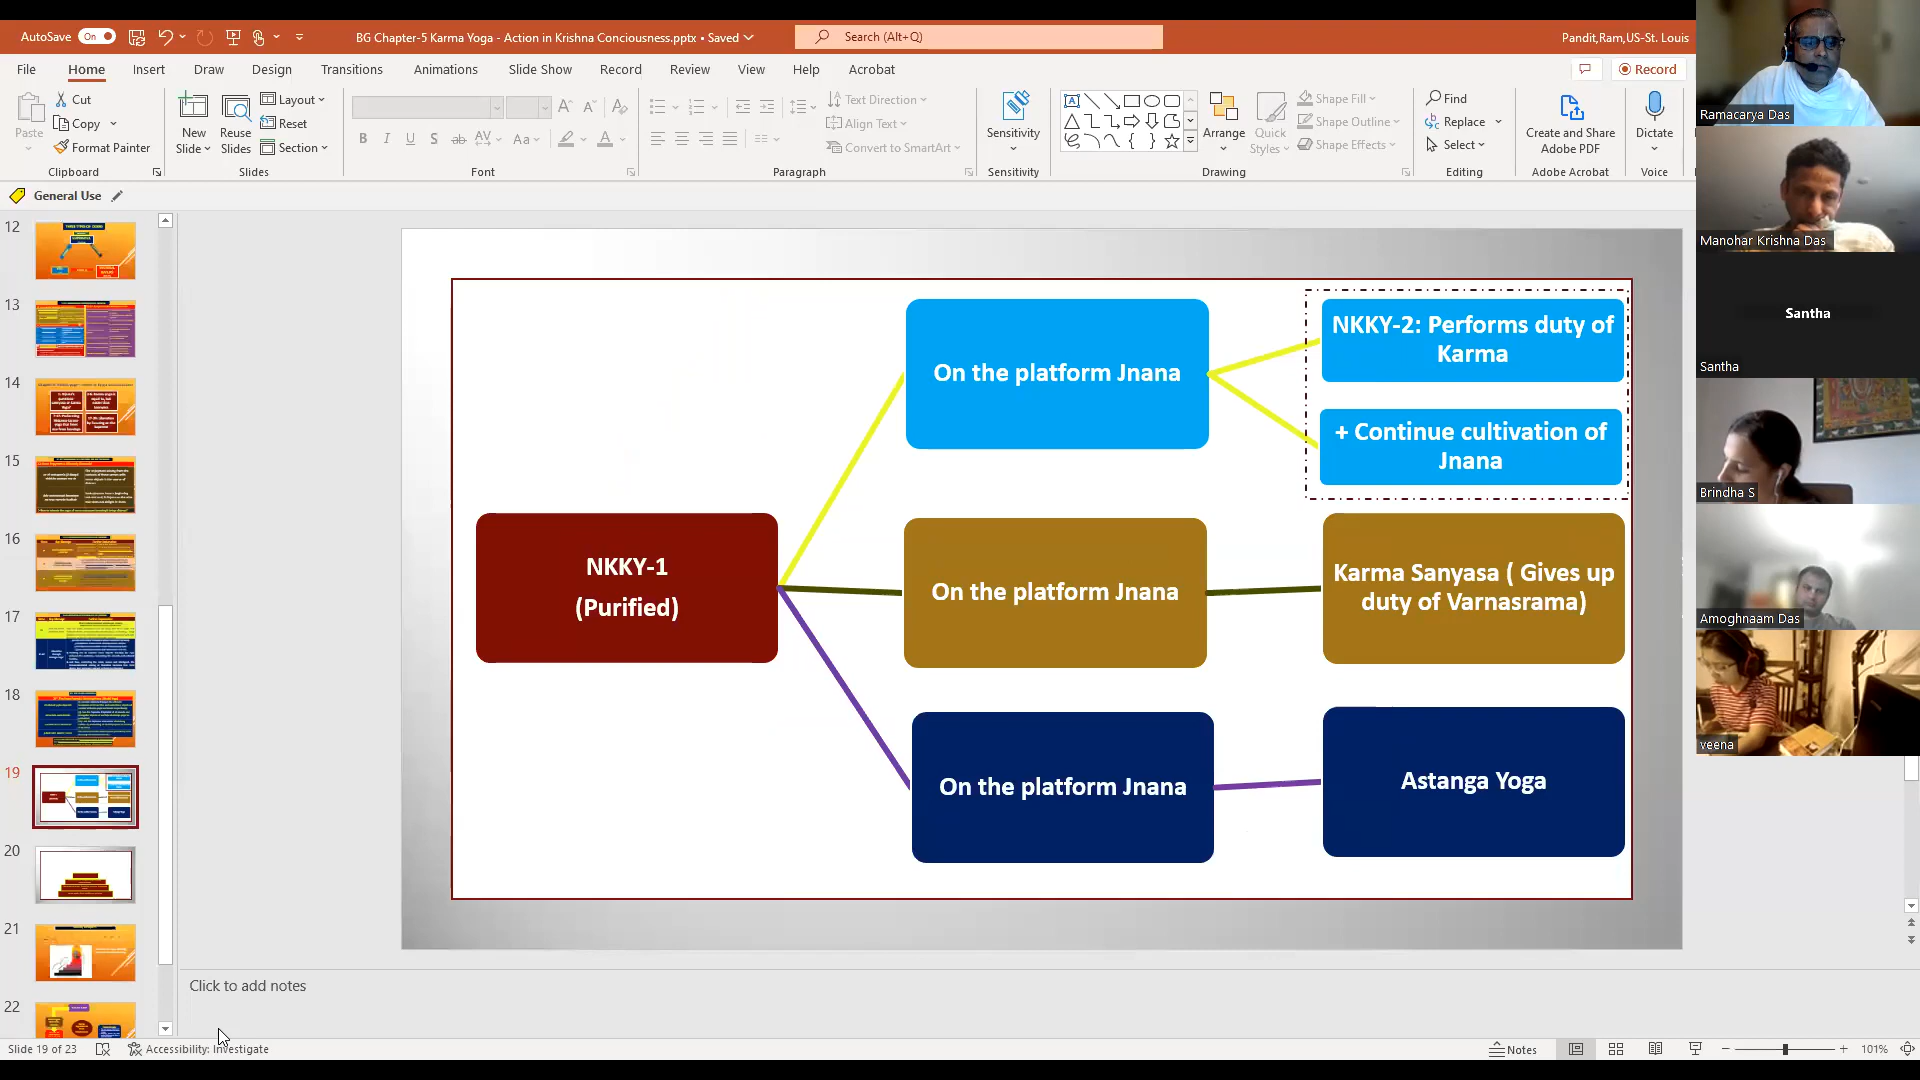 AutoSave On
BG Chapter-5 Karma Yoga - Action in Krishna Conciousness.pptx • Saved
Search (Alt+Q)
Pandit,Ram,US-St. Louis
File Home Insert Draw Design Transitions Animations Slide Show Record Review View Help Acrobat
Record
Paste
Cut
Copy
Format Painter
Clipboard
New Slide
Reuse Slides
Layout
Reset
Section
Slides
Font
Text Direction
Align Text
Convert to SmartArt
Paragraph
Sensitivity
Sensitivity
Arrange
Quick Styles
Shape Fill
Shape Outline
Shape Effects
Drawing
Find
Replace
Select
Editing
Create and Share Adobe PDF
Adobe Acrobat
Dictate
Voice
General Use
12
13
14
15
16
17
18
19
20
21
22
NKKY-1
(Purified)
On the platform Jnana
NKKY-2: Performs duty of
Karma
+ Continue cultivation of
Jnana
On the platform Jnana
Karma Sanyasa ( Gives up
duty of Varnasrama)
On the platform Jnana
Astanga Yoga
Click to add notes
Slide 19 of 23
Accessibility: Investigate
Notes
101%
Ramacarya Das
Manohar Krishna Das
Santha
Santha
Brindha S
Amoghnaam Das
veena